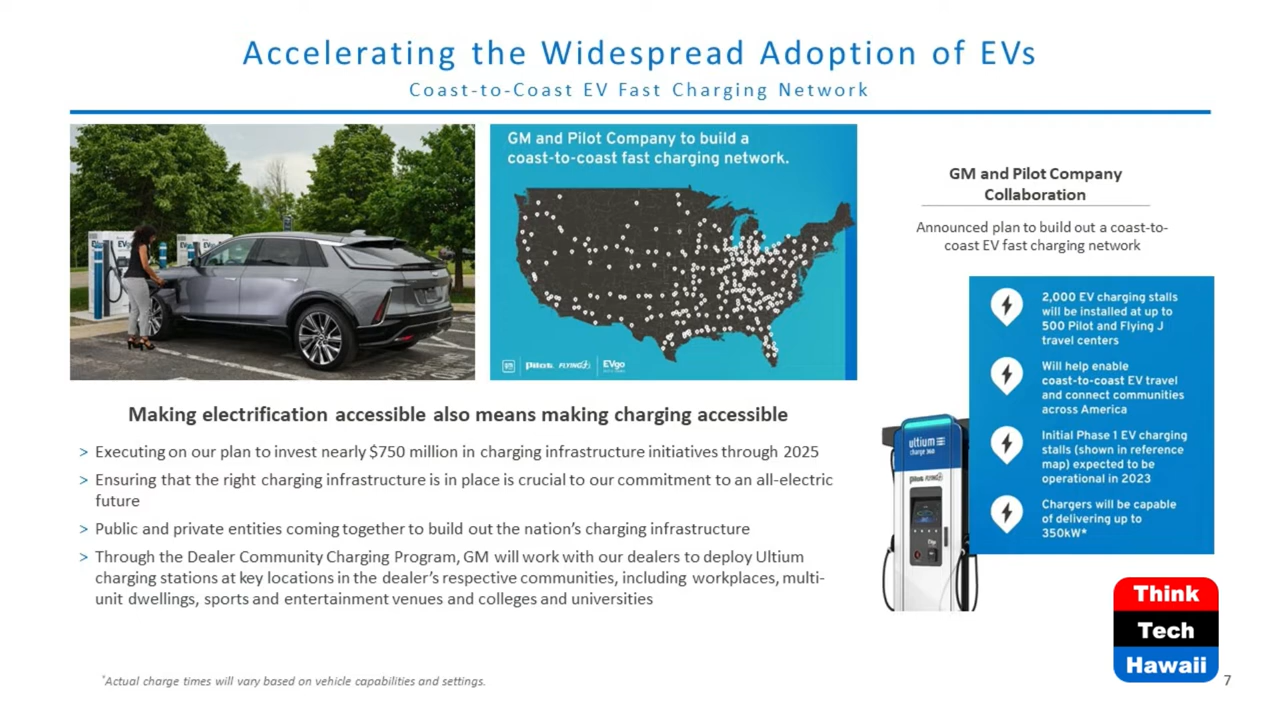 Accelerating the Widespread Adoption of EVs
Coast-to-Coast EV Fast Charging Network
EVgo
GM and Pilot Company to build a
coast-to-coast fast charging network.
gm
PILOT
FLYING J
EVgo
GM and Pilot Company
Collaboration
Announced plan to build out a coast-to-
coast EV fast charging network
2,000 EV charging stalls
will be installed at up to
500 Pilot and Flying J
travel centers
Will help enable
coast-to-coast EV travel
and connect communities
across America
Initial Phase 1 EV charging
stalls (shown in reference
map) expected to be
operational in 2023
Chargers will be capable
of delivering up to
350kW*
ultium
charge 360
PILOT FLYING J
Making electrification accessible also means making charging accessible
> Executing on our plan to invest nearly $750 million in charging infrastructure initiatives through 2025
> Ensuring that the right charging infrastructure is in place is crucial to our commitment to an all-electric
future
> Public and private entities coming together to build out the nation's charging infrastructure
> Through the Dealer Community Charging Program, GM will work with our dealers to deploy Ultium
charging stations at key locations in the dealer's respective communities, including workplaces, multi-
unit dwellings, sports and entertainment venues and colleges and universities
Think
Tech
Hawaii
*Actual charge times will vary based on vehicle capabilities and settings.
7